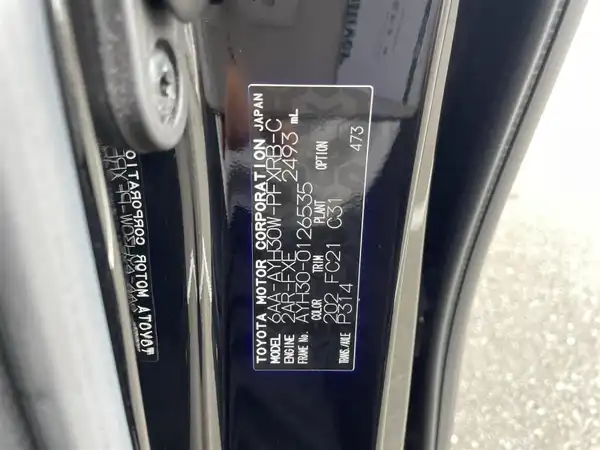 TOYOTA MOTOR CORPORATION JAPAN
MODEL 6AA-AYH30W-PFXRB-C
ENGINE 2AR-FXE 2493 mL
FRAME No. AYH30-0126535
COLOR TRIM PLANT OPTION
202 FC21 C31 473
TRANS./AXLE P314